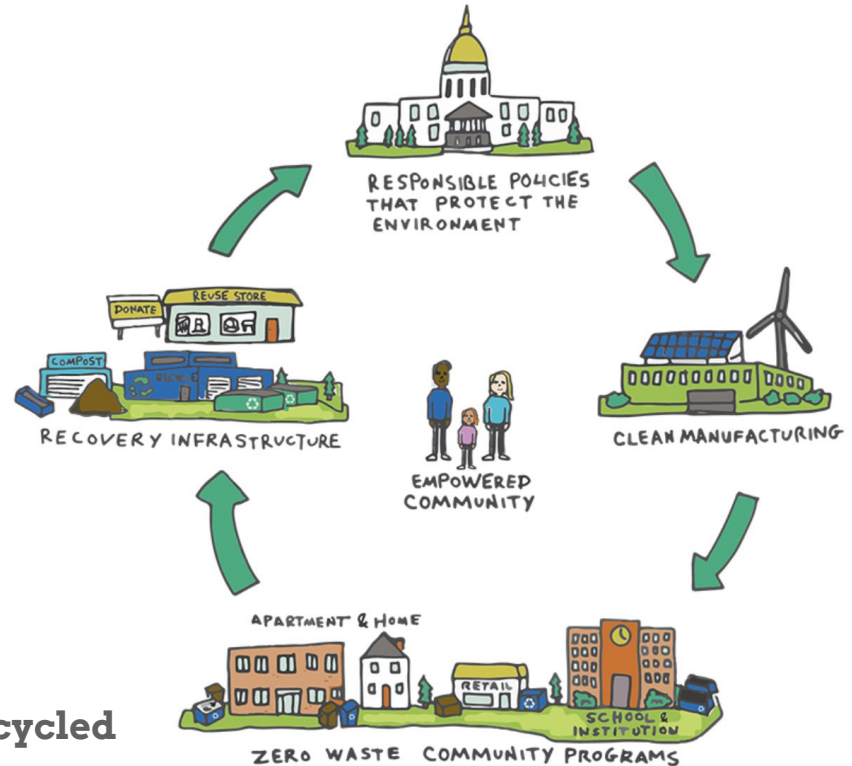 RESPONSIBLE POLICIES
THAT PROTECT THE
ENVIRONMENT
DONATE
REUSE STORE
COMPOST
RECYCLE
RECOVERY INFRASTRUCTURE
CLEAN MANUFACTURING
EMPOWERED
COMMUNITY
APARTMENT & HOME
RETAIL
SCHOOL &
INSTITUTION
cycled
ZERO WASTE COMMUNITY PROGRAMS